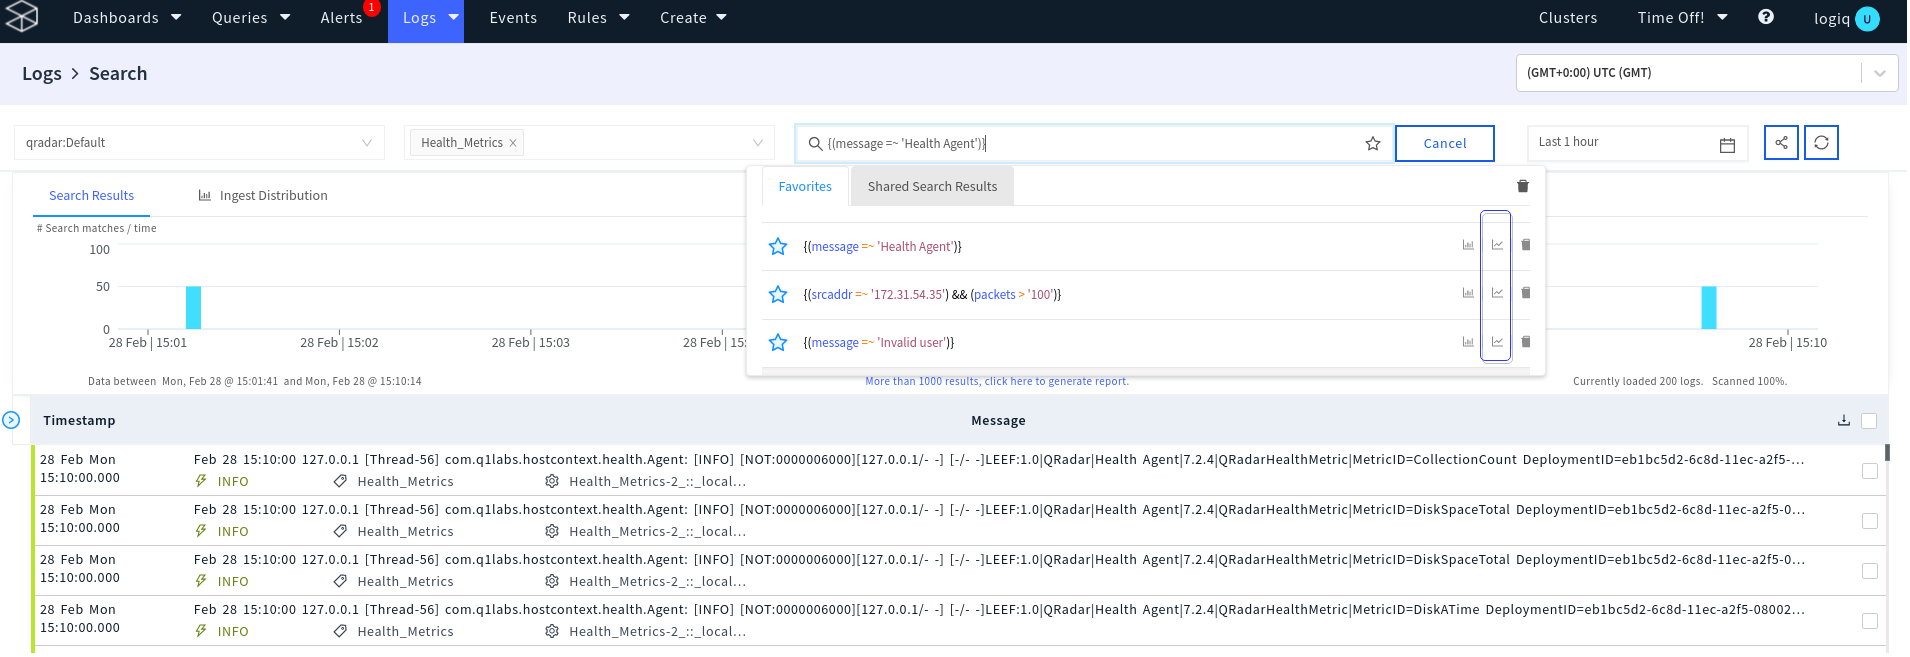 Dashboards Queries Alerts 1 Logs Events Rules Create Clusters Time Off! ? logiq U
Logs > Search
(GMT+0:00) UTC (GMT)
qradar:Default
Health_Metrics ×
{(message =~ 'Health Agent')}
Cancel
Last 1 hour
Search Results Ingest Distribution
Favorites Shared Search Results
# Search matches / time
100
50
0
28 Feb | 15:01 28 Feb | 15:02 28 Feb | 15:03 28 Feb | 15: 28 Feb | 15:10
{(message =~ 'Health Agent')}
{(srcaddr =~ '172.31.54.35') && (packets > '100')}
{(message =~ 'Invalid user')}
Data between Mon, Feb 28 @ 15:01:41 and Mon, Feb 28 @ 15:10:14
More than 1000 results, click here to generate report.
Currently loaded 200 logs. Scanned 100%.
Timestamp Message
28 Feb Mon
15:10:00.000
Feb 28 15:10:00 127.0.0.1 [Thread-56] com.q1labs.hostcontext.health.Agent: [INFO] [NOT:0000006000][127.0.0.1/- -] [-/- -]LEEF:1.0|QRadar|Health Agent|7.2.4|QRadarHealthMetric|MetricID=CollectionCount DeploymentID=eb1bc5d2-6c8d-11ec-a2f5-...
INFO Health_Metrics Health_Metrics-2_::_local...
28 Feb Mon
15:10:00.000
Feb 28 15:10:00 127.0.0.1 [Thread-56] com.q1labs.hostcontext.health.Agent: [INFO] [NOT:0000006000][127.0.0.1/- -] [-/- -]LEEF:1.0|QRadar|Health Agent|7.2.4|QRadarHealthMetric|MetricID=DiskSpaceTotal DeploymentID=eb1bc5d2-6c8d-11ec-a2f5-0...
INFO Health_Metrics Health_Metrics-2_::_local...
28 Feb Mon
15:10:00.000
Feb 28 15:10:00 127.0.0.1 [Thread-56] com.q1labs.hostcontext.health.Agent: [INFO] [NOT:0000006000][127.0.0.1/- -] [-/- -]LEEF:1.0|QRadar|Health Agent|7.2.4|QRadarHealthMetric|MetricID=DiskSpaceTotal DeploymentID=eb1bc5d2-6c8d-11ec-a2f5-0...
INFO Health_Metrics Health_Metrics-2_::_local...
28 Feb Mon
15:10:00.000
Feb 28 15:10:00 127.0.0.1 [Thread-56] com.q1labs.hostcontext.health.Agent: [INFO] [NOT:0000006000][127.0.0.1/- -] [-/- -]LEEF:1.0|QRadar|Health Agent|7.2.4|QRadarHealthMetric|MetricID=DiskATime DeploymentID=eb1bc5d2-6c8d-11ec-a2f5-08002...
INFO Health_Metrics Health_Metrics-2_::_local...